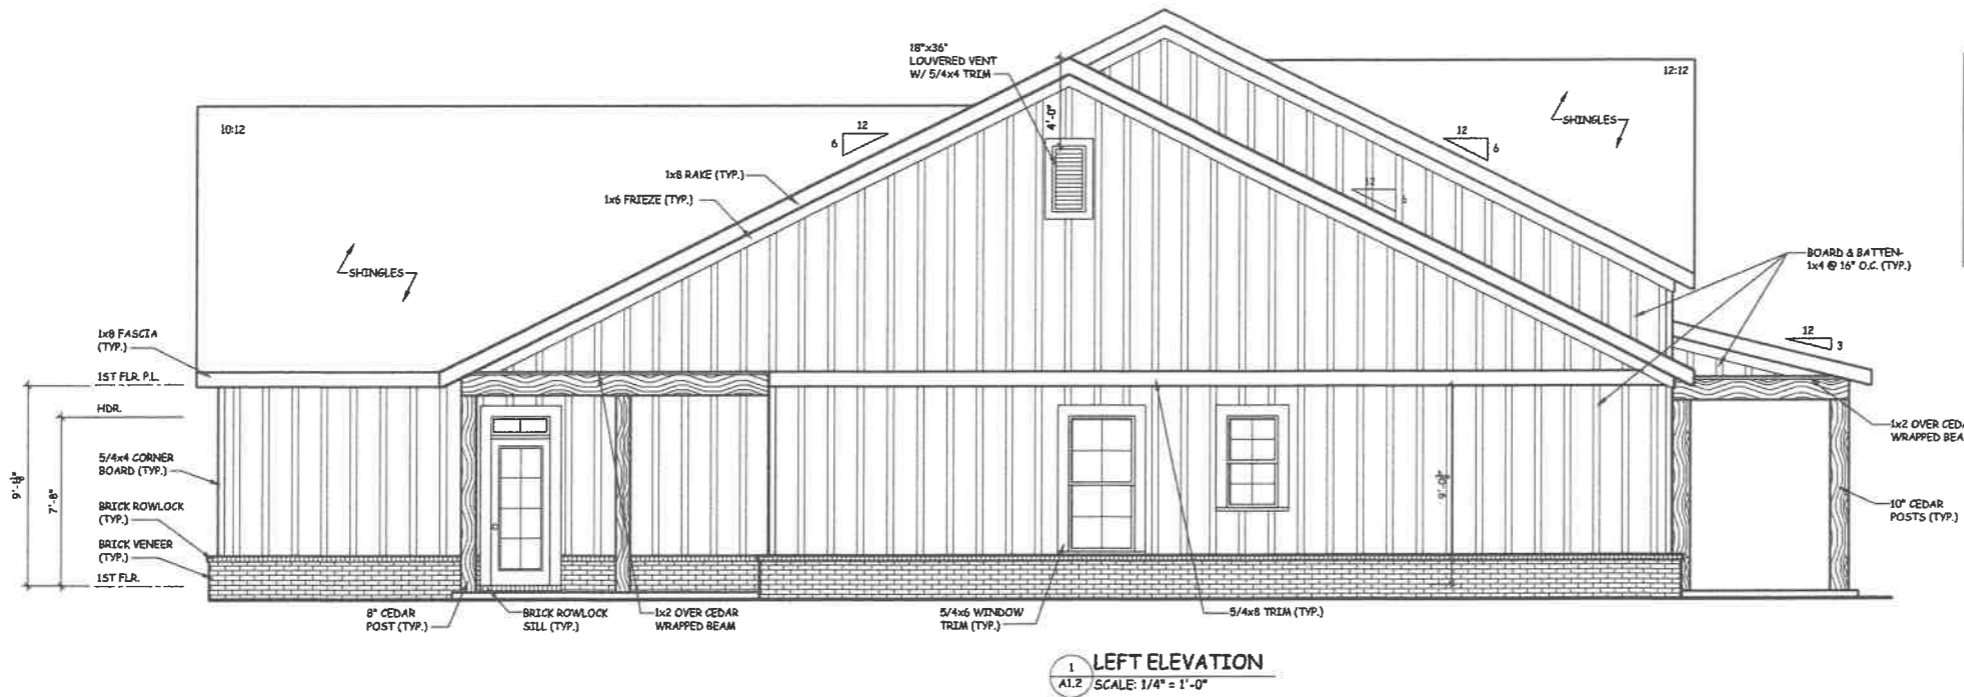 18"x36"
LOUVERED VENT
W/ 5/4x4 TRIM
4'-0"
12:12
10:12
12
6
SHINGLES
12
6
1x8 RAKE (TYP.)
1x6 FRIEZE (TYP.)
12
BOARD & BATTEN-
1x4 @ 16" O.C. (TYP.)
SHINGLES
12
3
1x8 FASCIA
(TYP.)
1ST FLR. P.L.
HDR.
5/4x4 CORNER
BOARD (TYP.)
7'-8"
BRICK ROWLOCK
(TYP.)
BRICK VENEER
(TYP.)
1ST FLR.
1x2 OVER
WRAPPED
10" CEDAR
POSTS (TYP.)
8" CEDAR
POST (TYP.)
BRICK ROWLOCK
SILL (TYP.)
1x2 OVER CEDAR
WRAPPED BEAM
5/4x6 WINDOW
TRIM (TYP.)
5/4x8 TRIM (TYP.)
1
A1.2
LEFT ELEVATION
SCALE: 1/4" = 1'-0"